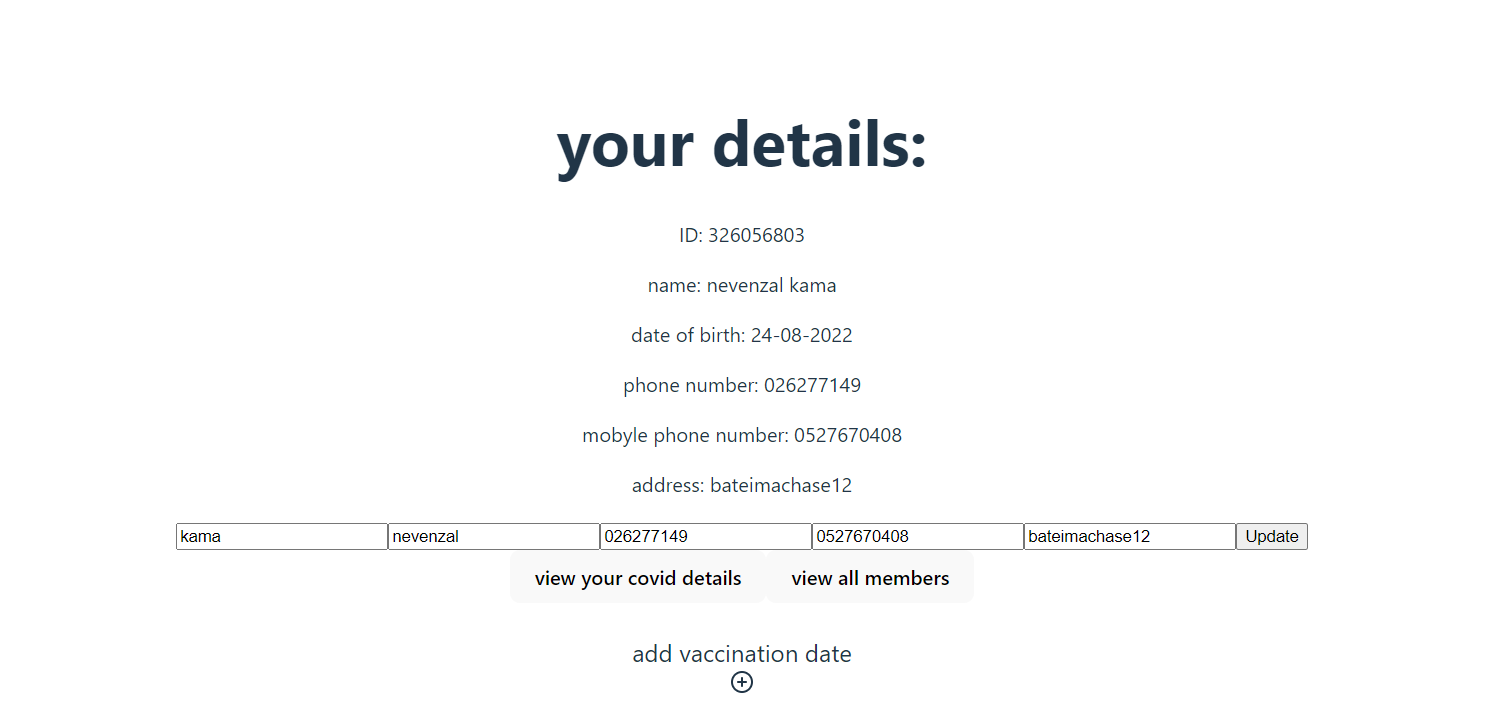 your details:
ID: 326056803
name: nevenzal kama
date of birth: 24-08-2022
phone number: 026277149
mobyle phone number: 0527670408
address: bateimachase12
kama nevenzal 026277149 0527670408 bateimachase12 Update
view your covid details view all members
add vaccination date